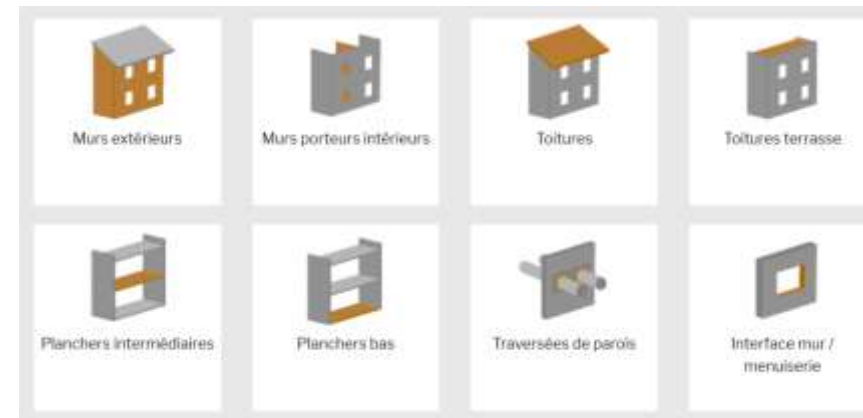 Murs extérieurs
Murs porteurs intérieurs
Toitures
Toitures terrasse
Planchers intermédiaires
Planchers bas
Traversées de parois
Interface mur /
menuiserie